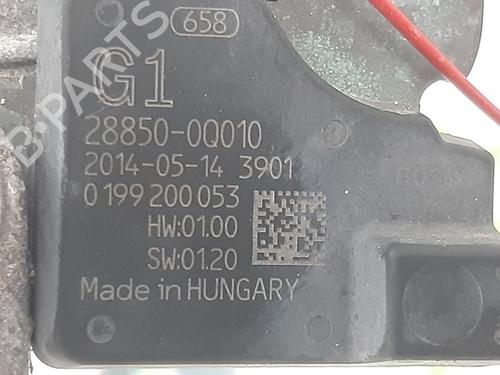 658
G1
28850-0Q010
2014-05-14 3901
0 199 200 053
HW:01.00
SW:01.20
Made in HUNGARY
B-PARTS